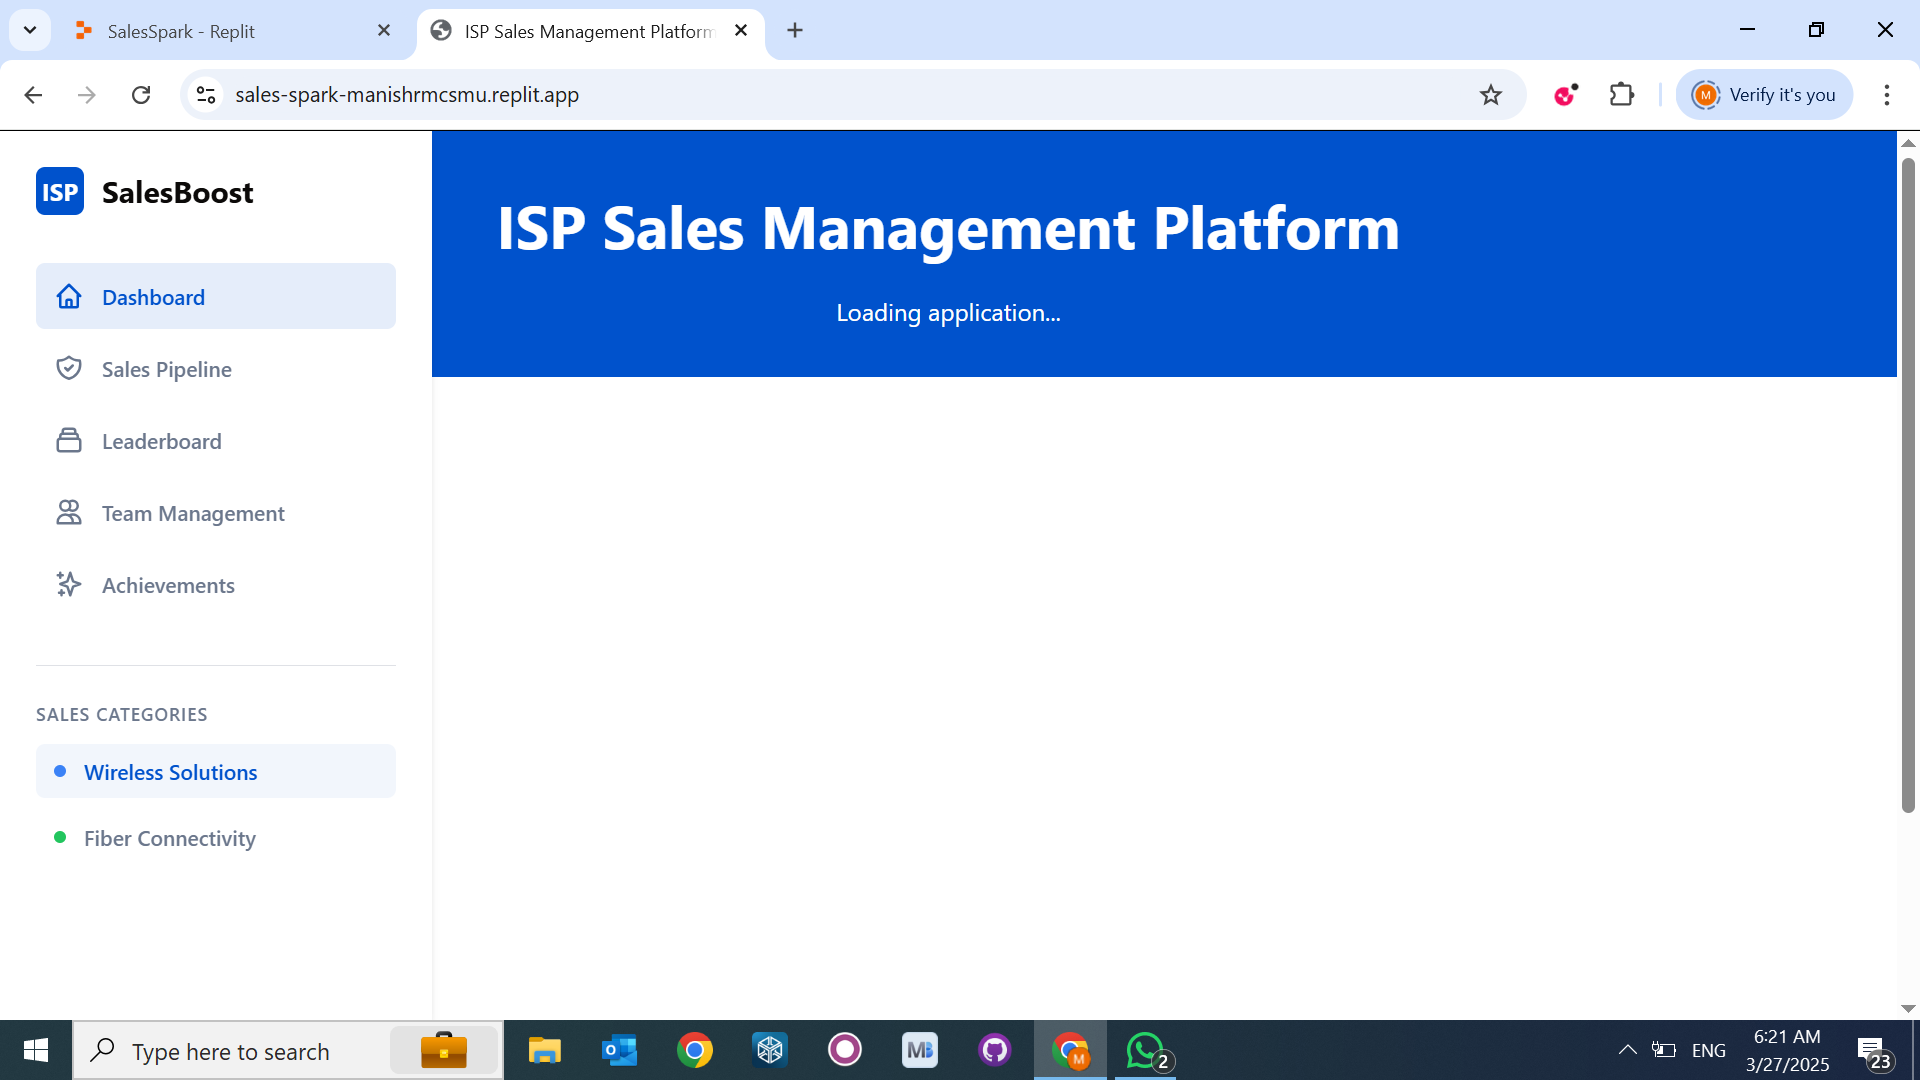 SalesSpark - Replit
ISP Sales Management Platform
sales-spark-manishrmcsmu.replit.app
M
Verify it's you
ISP
SalesBoost
ISP Sales Management Platform
Loading application...
Dashboard
Sales Pipeline
Leaderboard
Team Management
Achievements
SALES CATEGORIES
Wireless Solutions
Fiber Connectivity
Type here to search
o
MB
M
2
ENG
6:21 AM
3/27/2025
23